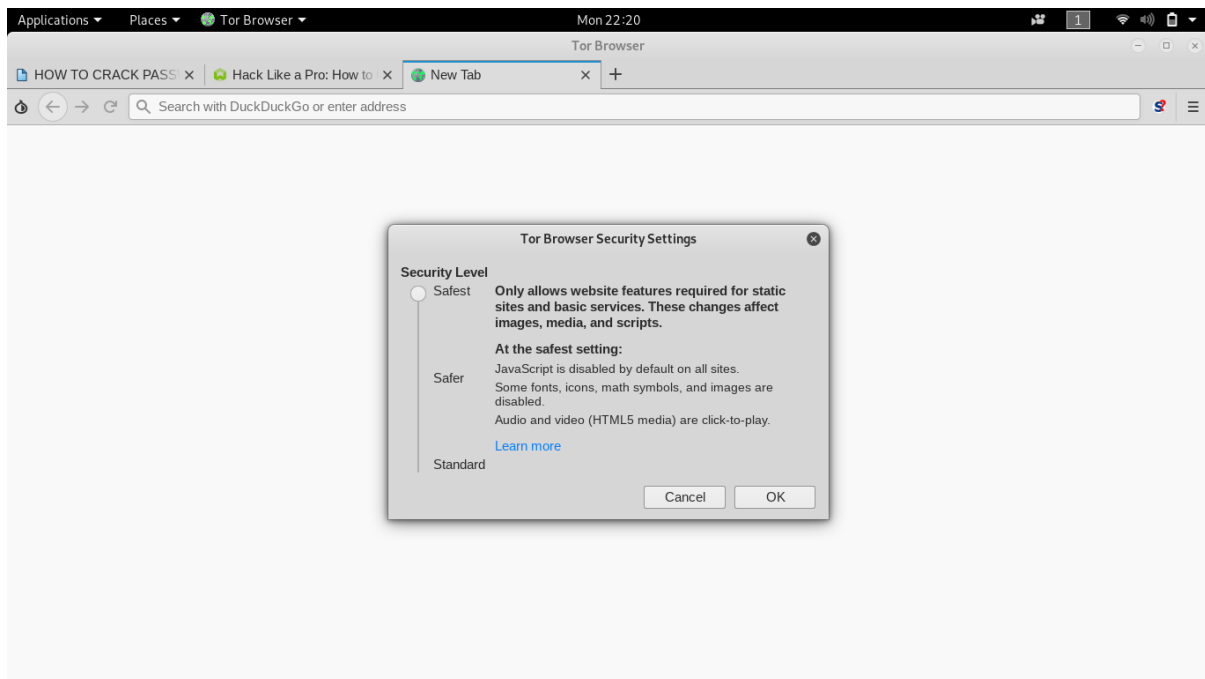 Applications Places Tor Browser Mon 22:20 1
Tor Browser
HOW TO CRACK PASS Hack Like a Pro: How to New Tab
Search with DuckDuckGo or enter address
Tor Browser Security Settings
Security Level
Safest
Only allows website features required for static
sites and basic services. These changes affect
images, media, and scripts.
At the safest setting:
JavaScript is disabled by default on all sites.
Safer
Some fonts, icons, math symbols, and images are
disabled.
Audio and video (HTML5 media) are click-to-play.
Learn more
Standard
Cancel OK